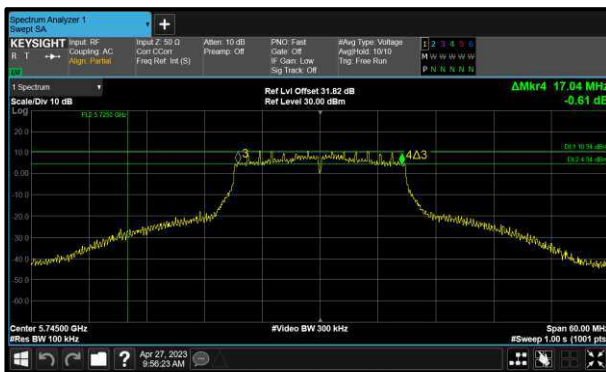 Spectrum Analyzer 1
Swept SA
KEYSIGHT
R T
Input: RF
Coupling: AC
Align: Partial
Input Z: 50 Ω
Corr CCorr
Freq Ref: Int (S)
Atten: 10 dB
Preamp: Off
PNO: Fast
Gate: Off
IF Gain: Low
Sig Track: Off
#Avg Type: Voltage
Avg|Hold: 10/10
Trig: Free Run
1 2 3 4 5 6
M W W W W W
P N N N N N
1 Spectrum
Scale/Div 10 dB
Ref Lvl Offset 31.82 dB
Ref Level 30.00 dBm
ΔMkr4 17.04 MHz
-0.61 dB
Log
FL2 5.7250 GHz
20.0
10.0
0.00
-10.0
-20.0
-30.0
-40.0
-50.0
-60.0
3
4Δ3
Center 5.74500 GHz
#Res BW 100 kHz
#Video BW 300 kHz
Span 60.00 MHz
#Sweep 1.00 s (1001 pts)
Apr 27, 2023
9:56:23 AM